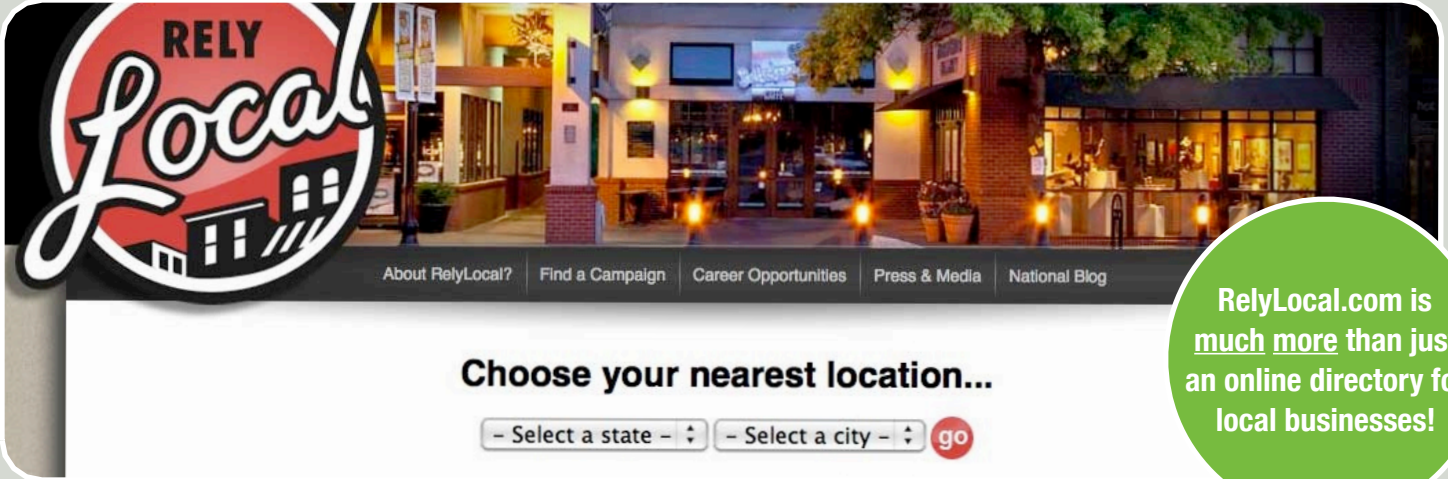 RELY
Local
About RelyLocal?
Find a Campaign
Career Opportunities
Press & Media
National Blog
Choose your nearest location...
– Select a state –
– Select a city –
go
RelyLocal.com is
much more than jus
an online directory fo
local businesses!